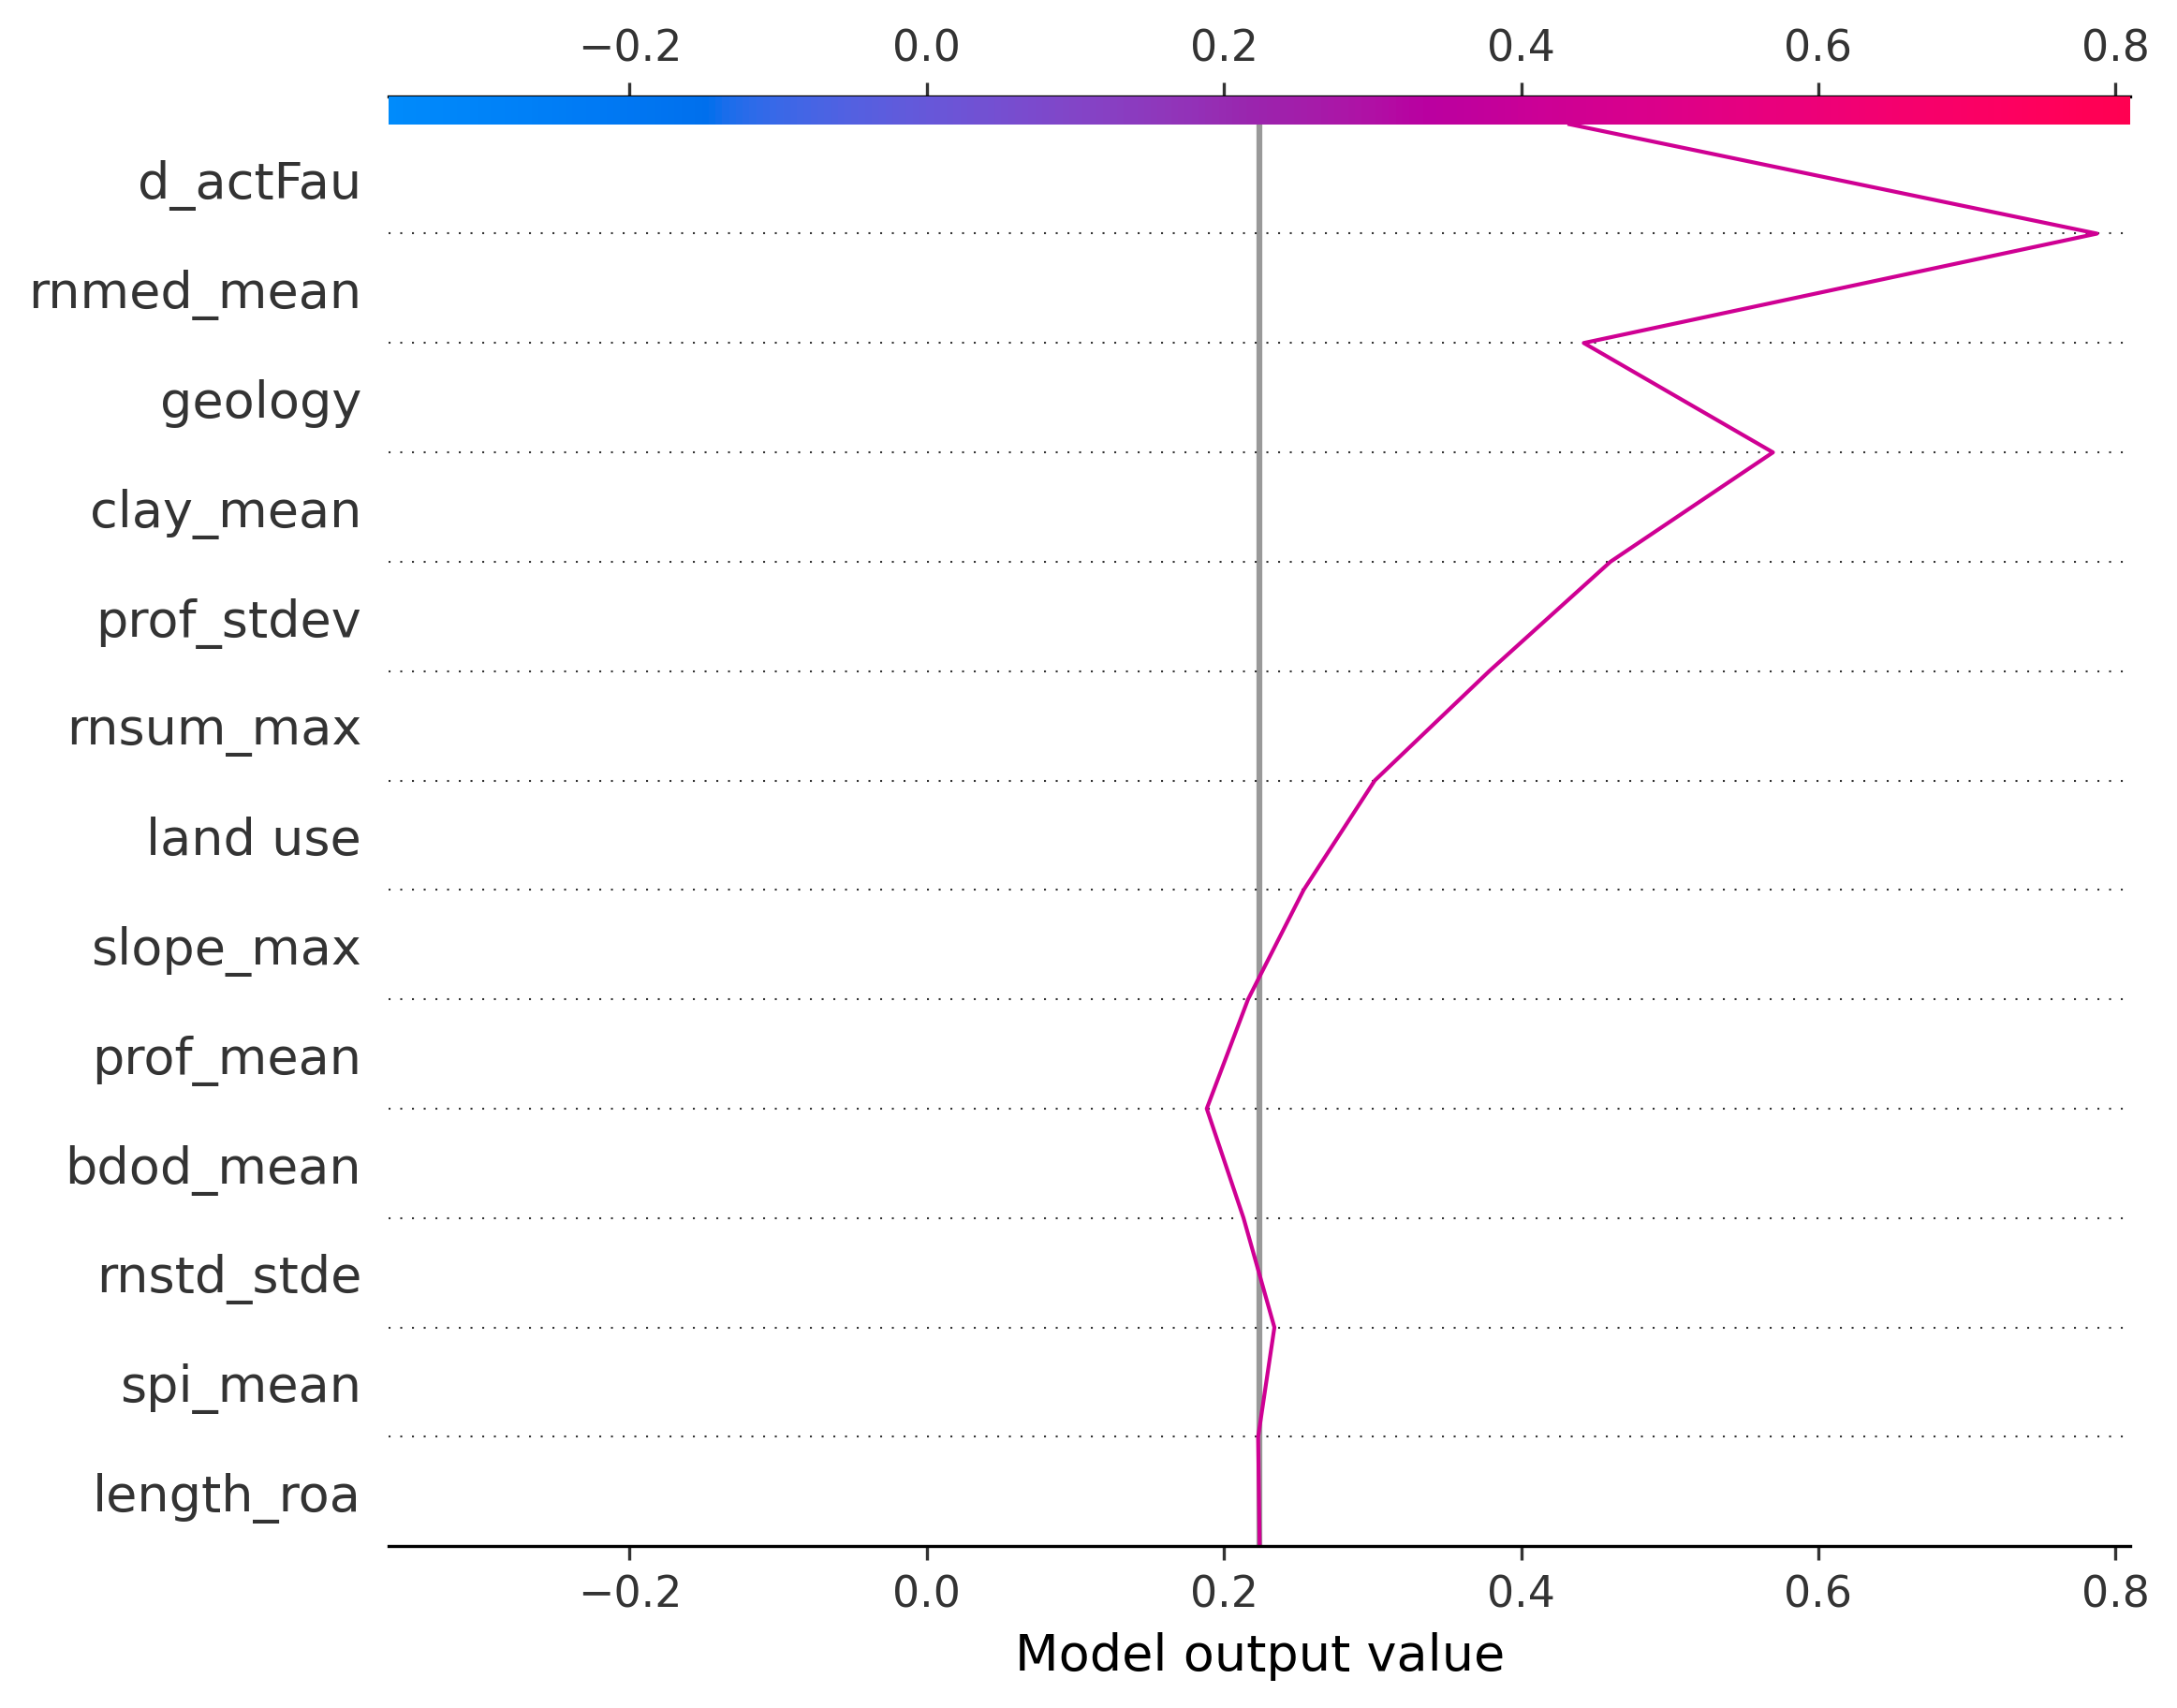 −0.2 0.0 0.2 0.4 0.6 0.8
d_actFau
rnmed_mean
geology
clay_mean
prof_stdev
rnsum_max
land use
slope_max
prof_mean
bdod_mean
rnstd_stde
spi_mean
length_roa
−0.2 0.0 0.2 0.4 0.6 0.8
Model output value